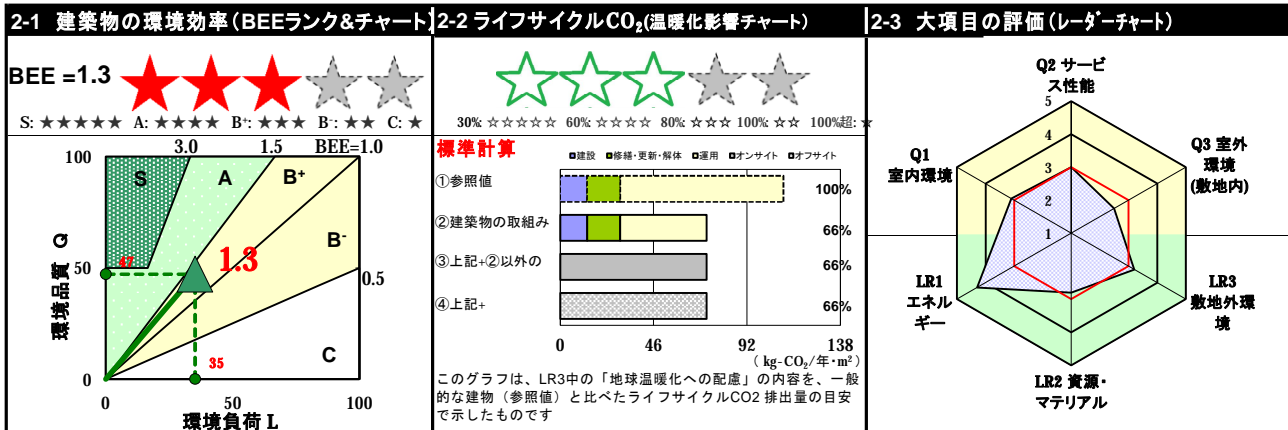 2-1 建築物の環境効率(BEEランク&チャート)
BEE =1.3
S: ★★★★★ A: ★★★★ B⁺: ★★★ B⁻: ★★ C: ★
3.0 1.5 BEE=1.0
100
S A B⁺
B⁻
1.3
50
47
0.5
35
C
0
0 50 100
環境品質 Q
環境負荷 L
2-2 ライフサイクルCO₂(温暖化影響チャート)
30%: ☆☆☆☆☆ 60%: ☆☆☆☆ 80%: ☆☆☆ 100%: ☆☆ 100%超: ☆
標準計算
建設 修繕・更新・解体 運用 オンサイト オフサイト
①参照値 100%
②建築物の取組み 66%
③上記+②以外の 66%
④上記+ 66%
0 46 92 138
( kg-CO₂/年・m² )
このグラフは、LR3中の「地球温暖化への配慮」の内容を、一般
的な建物（参照値）と比べたライフサイクルCO2 排出量の目安
で示したものです
2-3 大項目の評価(レーダーチャート)
Q2 サービ
ス性能
5
4
3
2
1
Q1
室内環境
Q3 室外
環境
(敷地内)
LR1
エネル
ギー
LR3
敷地外環
境
LR2 資源・
マテリアル